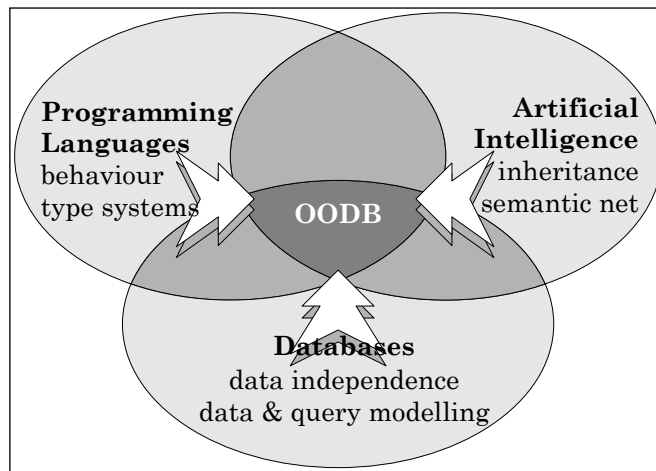 Programming
Languages
behaviour
type systems
Artificial
Intelligence
inheritance
semantic net
OODB
Databases
data independence
data & query modelling